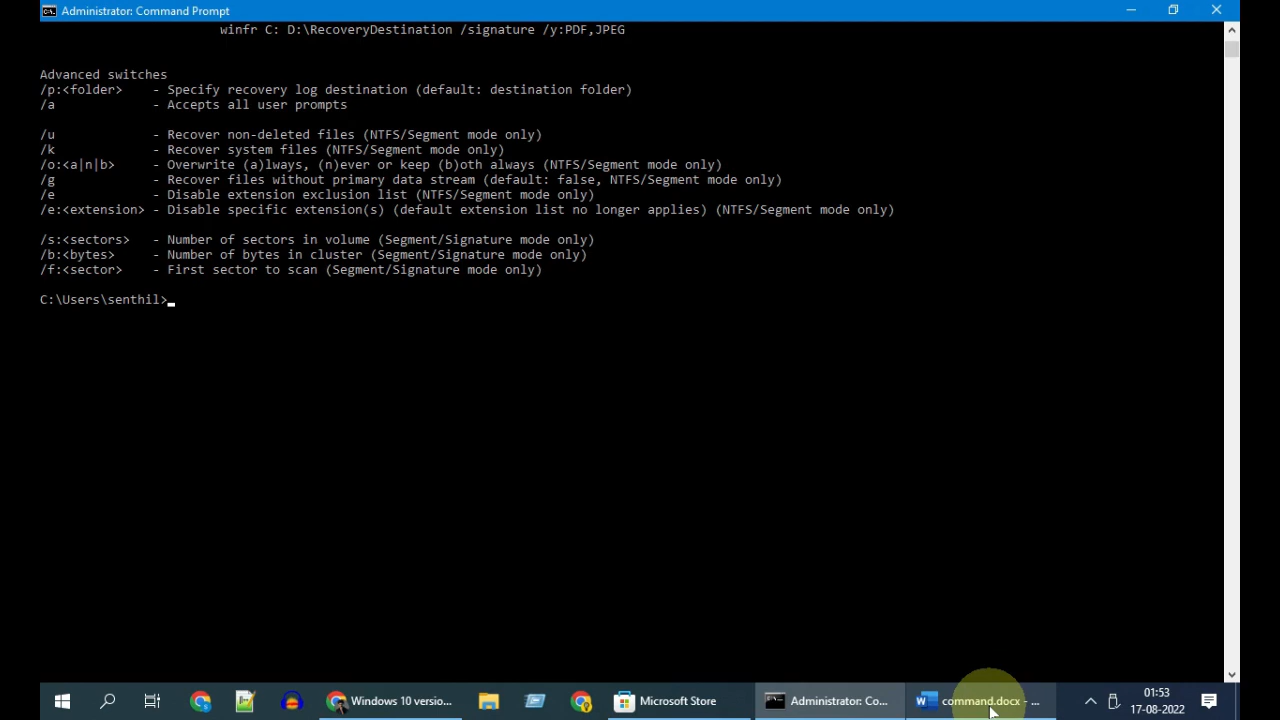 Administrator: Command Prompt
winfr C: D:\RecoveryDestination /signature /y:PDF,JPEG
Advanced switches
/p:<folder> - Specify recovery log destination (default: destination folder)
/a - Accepts all user prompts
/u - Recover non-deleted files (NTFS/Segment mode only)
/k - Recover system files (NTFS/Segment mode only)
/o:<a|n|b> - Overwrite (a)lways, (n)ever or keep (b)oth always (NTFS/Segment mode only)
/g - Recover files without primary data stream (default: false, NTFS/Segment mode only)
/e - Disable extension exclusion list (NTFS/Segment mode only)
/e:<extension> - Disable specific extension(s) (default extension list no longer applies) (NTFS/Segment mode only)
/s:<sectors> - Number of sectors in volume (Segment/Signature mode only)
/b:<bytes> - Number of bytes in cluster (Segment/Signature mode only)
/f:<sector> - First sector to scan (Segment/Signature mode only)
C:\Users\senthil>
Windows 10 versio... Microsoft Store Administrator: Co... command.docx - ... 01:53
17-08-2022